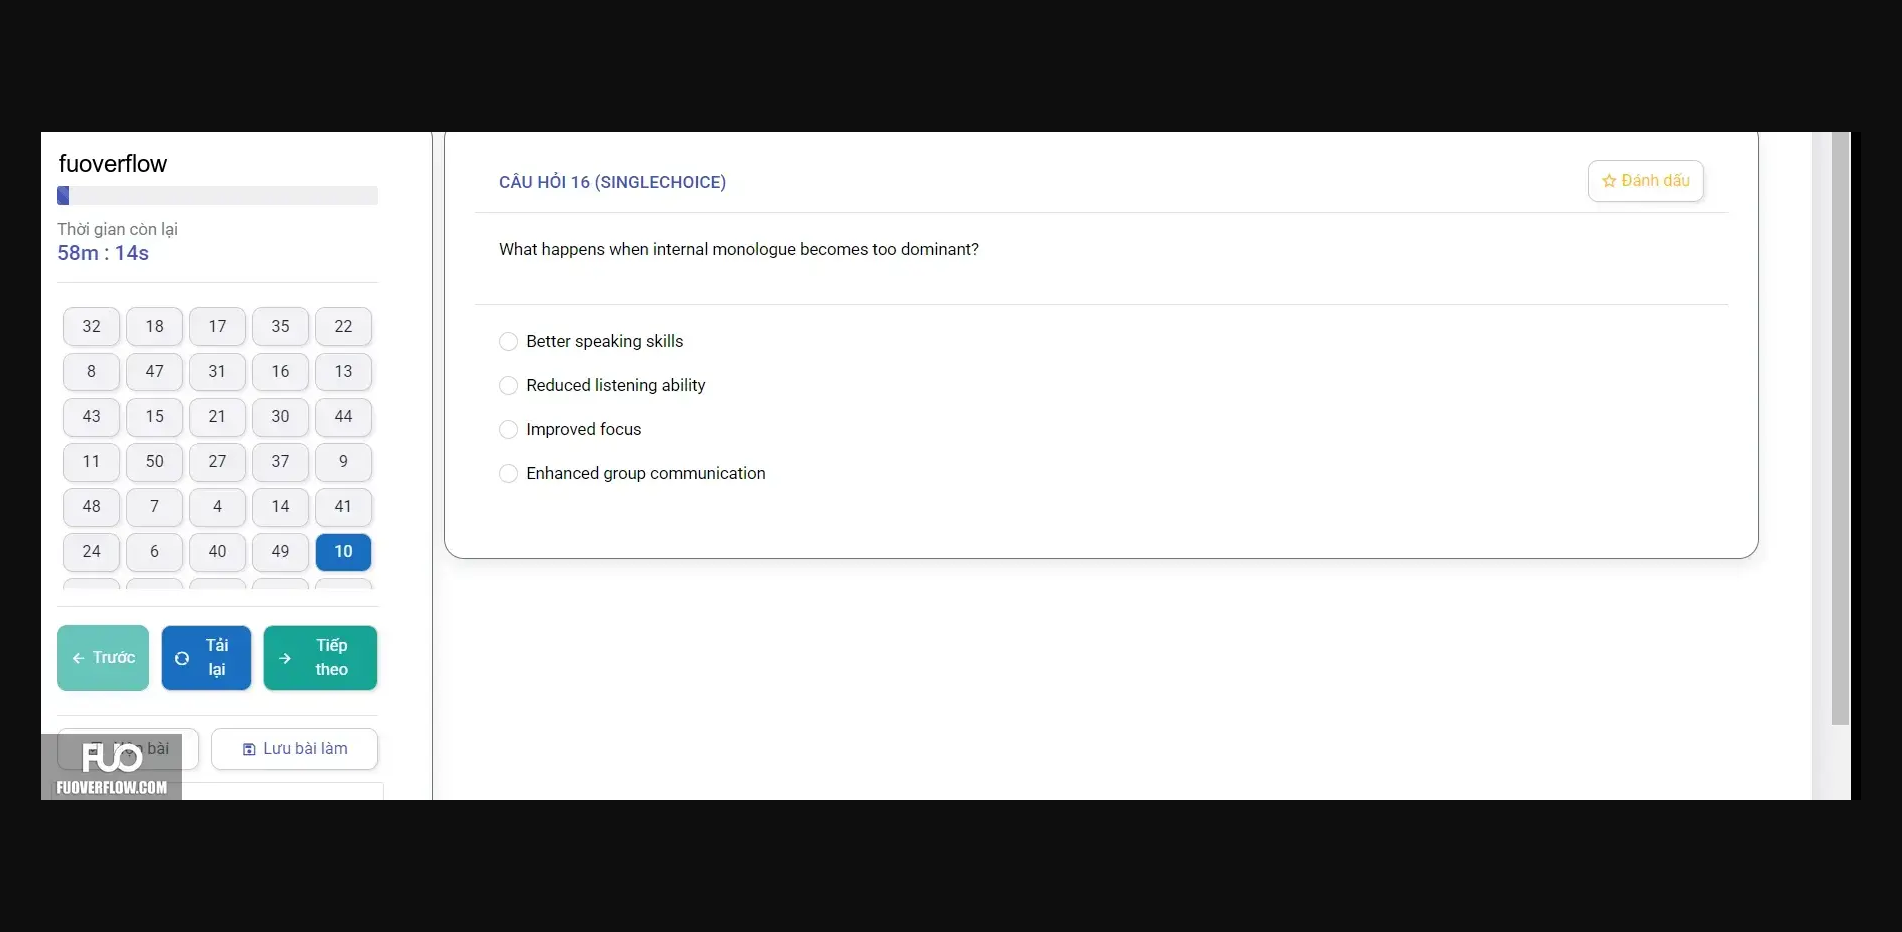 fuoverflow
Thời gian còn lại
58m : 14s
32 18 17 35 22
8 47 31 16 13
43 15 21 30 44
11 50 27 37 9
48 7 4 14 41
24 6 40 49 10
Trước
Tải lại
Tiếp theo
bài
Lưu bài làm
FUO
FUOVERFLOW.COM
CÂU HỎI 16 (SINGLECHOICE)
Đánh dấu
What happens when internal monologue becomes too dominant?
Better speaking skills
Reduced listening ability
Improved focus
Enhanced group communication